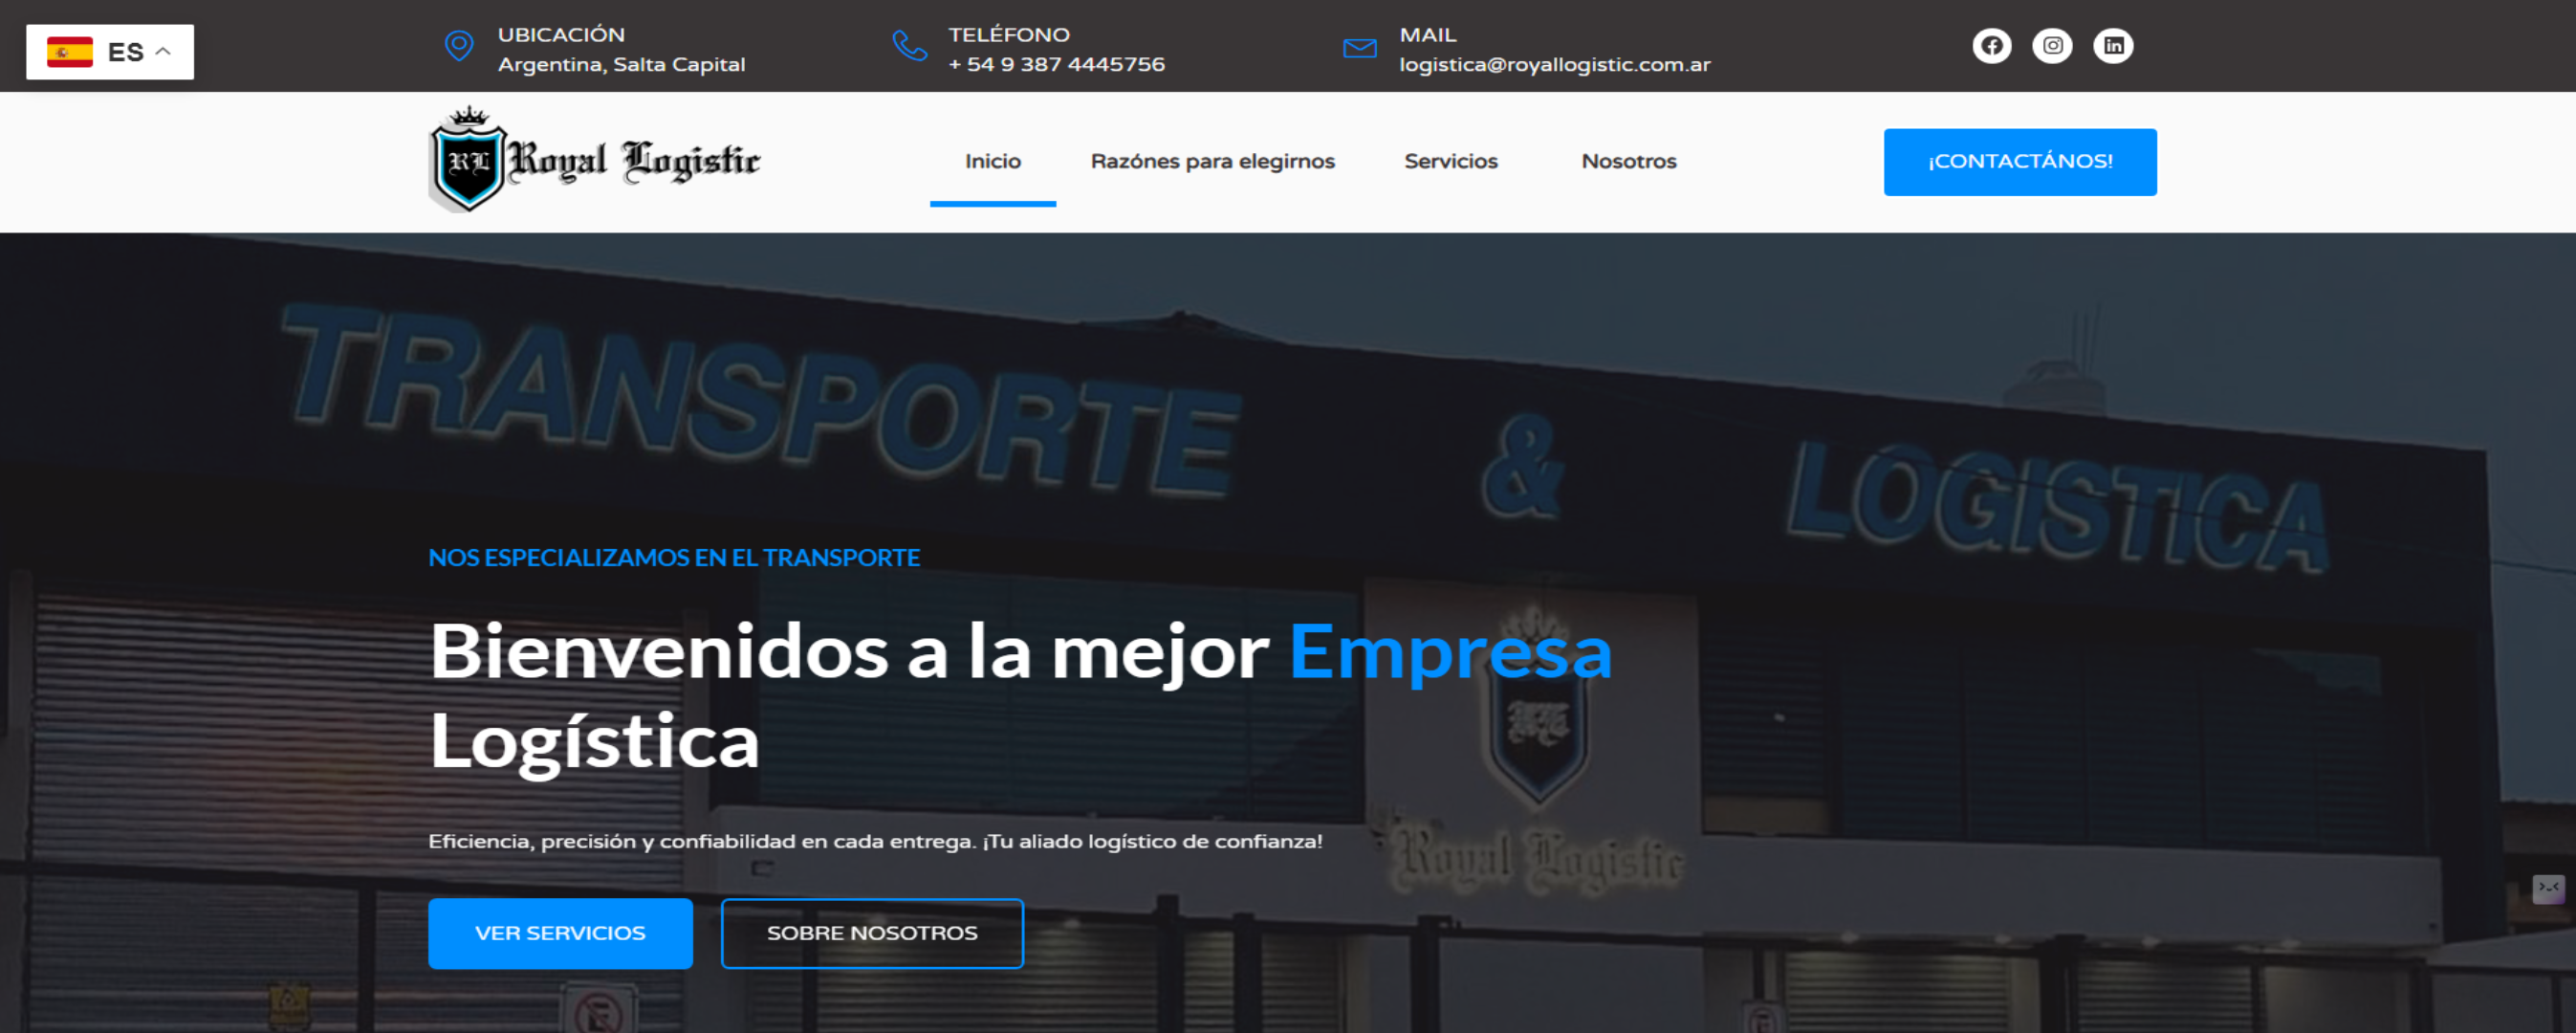 ES
UBICACIÓN
Argentina, Salta Capital
TELÉFONO
+ 54 9 387 4445756
MAIL
logistica@royallogistic.com.ar
RL Royal Logistic
Inicio
Razónes para elegirnos
Servicios
Nosotros
¡CONTACTÁNOS!
TRANSPORTE & LOGISTICA
NOS ESPECIALIZAMOS EN EL TRANSPORTE
Bienvenidos a la mejor Empresa
Logística
Eficiencia, precisión y confiabilidad en cada entrega. ¡Tu aliado logístico de confianza!
Royal Logistic
VER SERVICIOS
SOBRE NOSOTROS